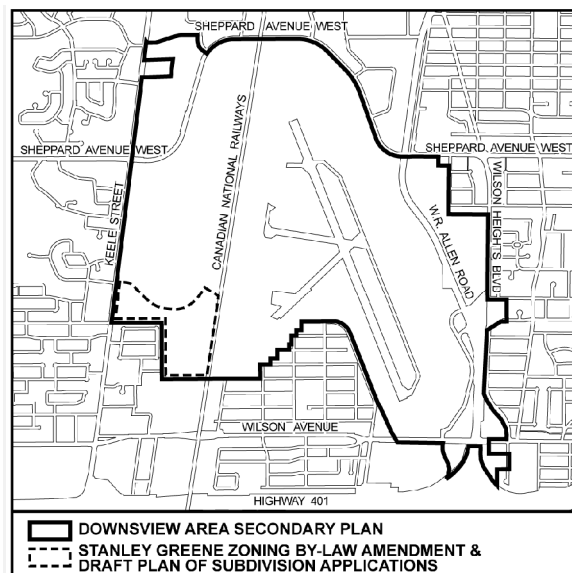 SHEPPARD AVENUE WEST
SHEPPARD AVENUE WEST
SHEPPARD AVENUE WEST
KEELE STREET
CANADIAN NATIONAL RAILWAYS
W.R. ALLEN ROAD
WILSON HEIGHTS BLVD
WILSON AVENUE
HIGHWAY 401
DOWNSVIEW AREA SECONDARY PLAN
STANLEY GREENE ZONING BY-LAW AMENDMENT &
DRAFT PLAN OF SUBDIVISION APPLICATIONS